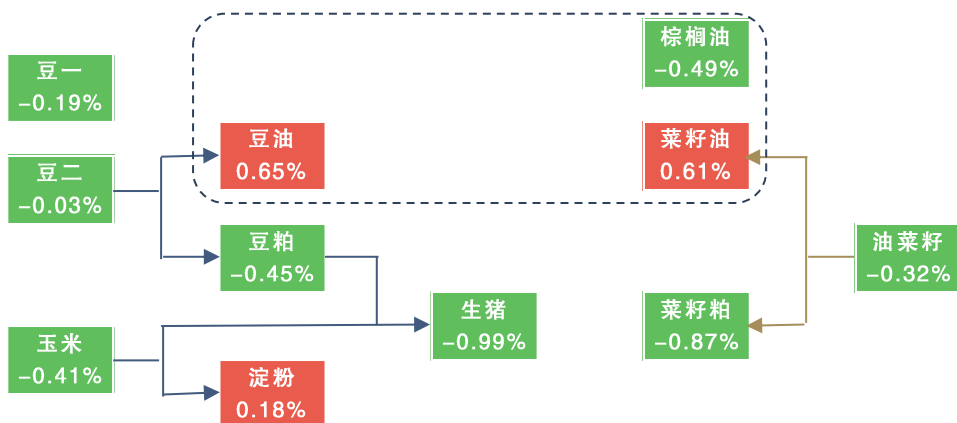 棕榈油
-0.49%
豆一
-0.19%
豆油
0.65%
菜籽油
0.61%
豆二
-0.03%
豆粕
-0.45%
油菜籽
-0.32%
生猪
-0.99%
菜籽粕
-0.87%
玉米
-0.41%
淀粉
0.18%